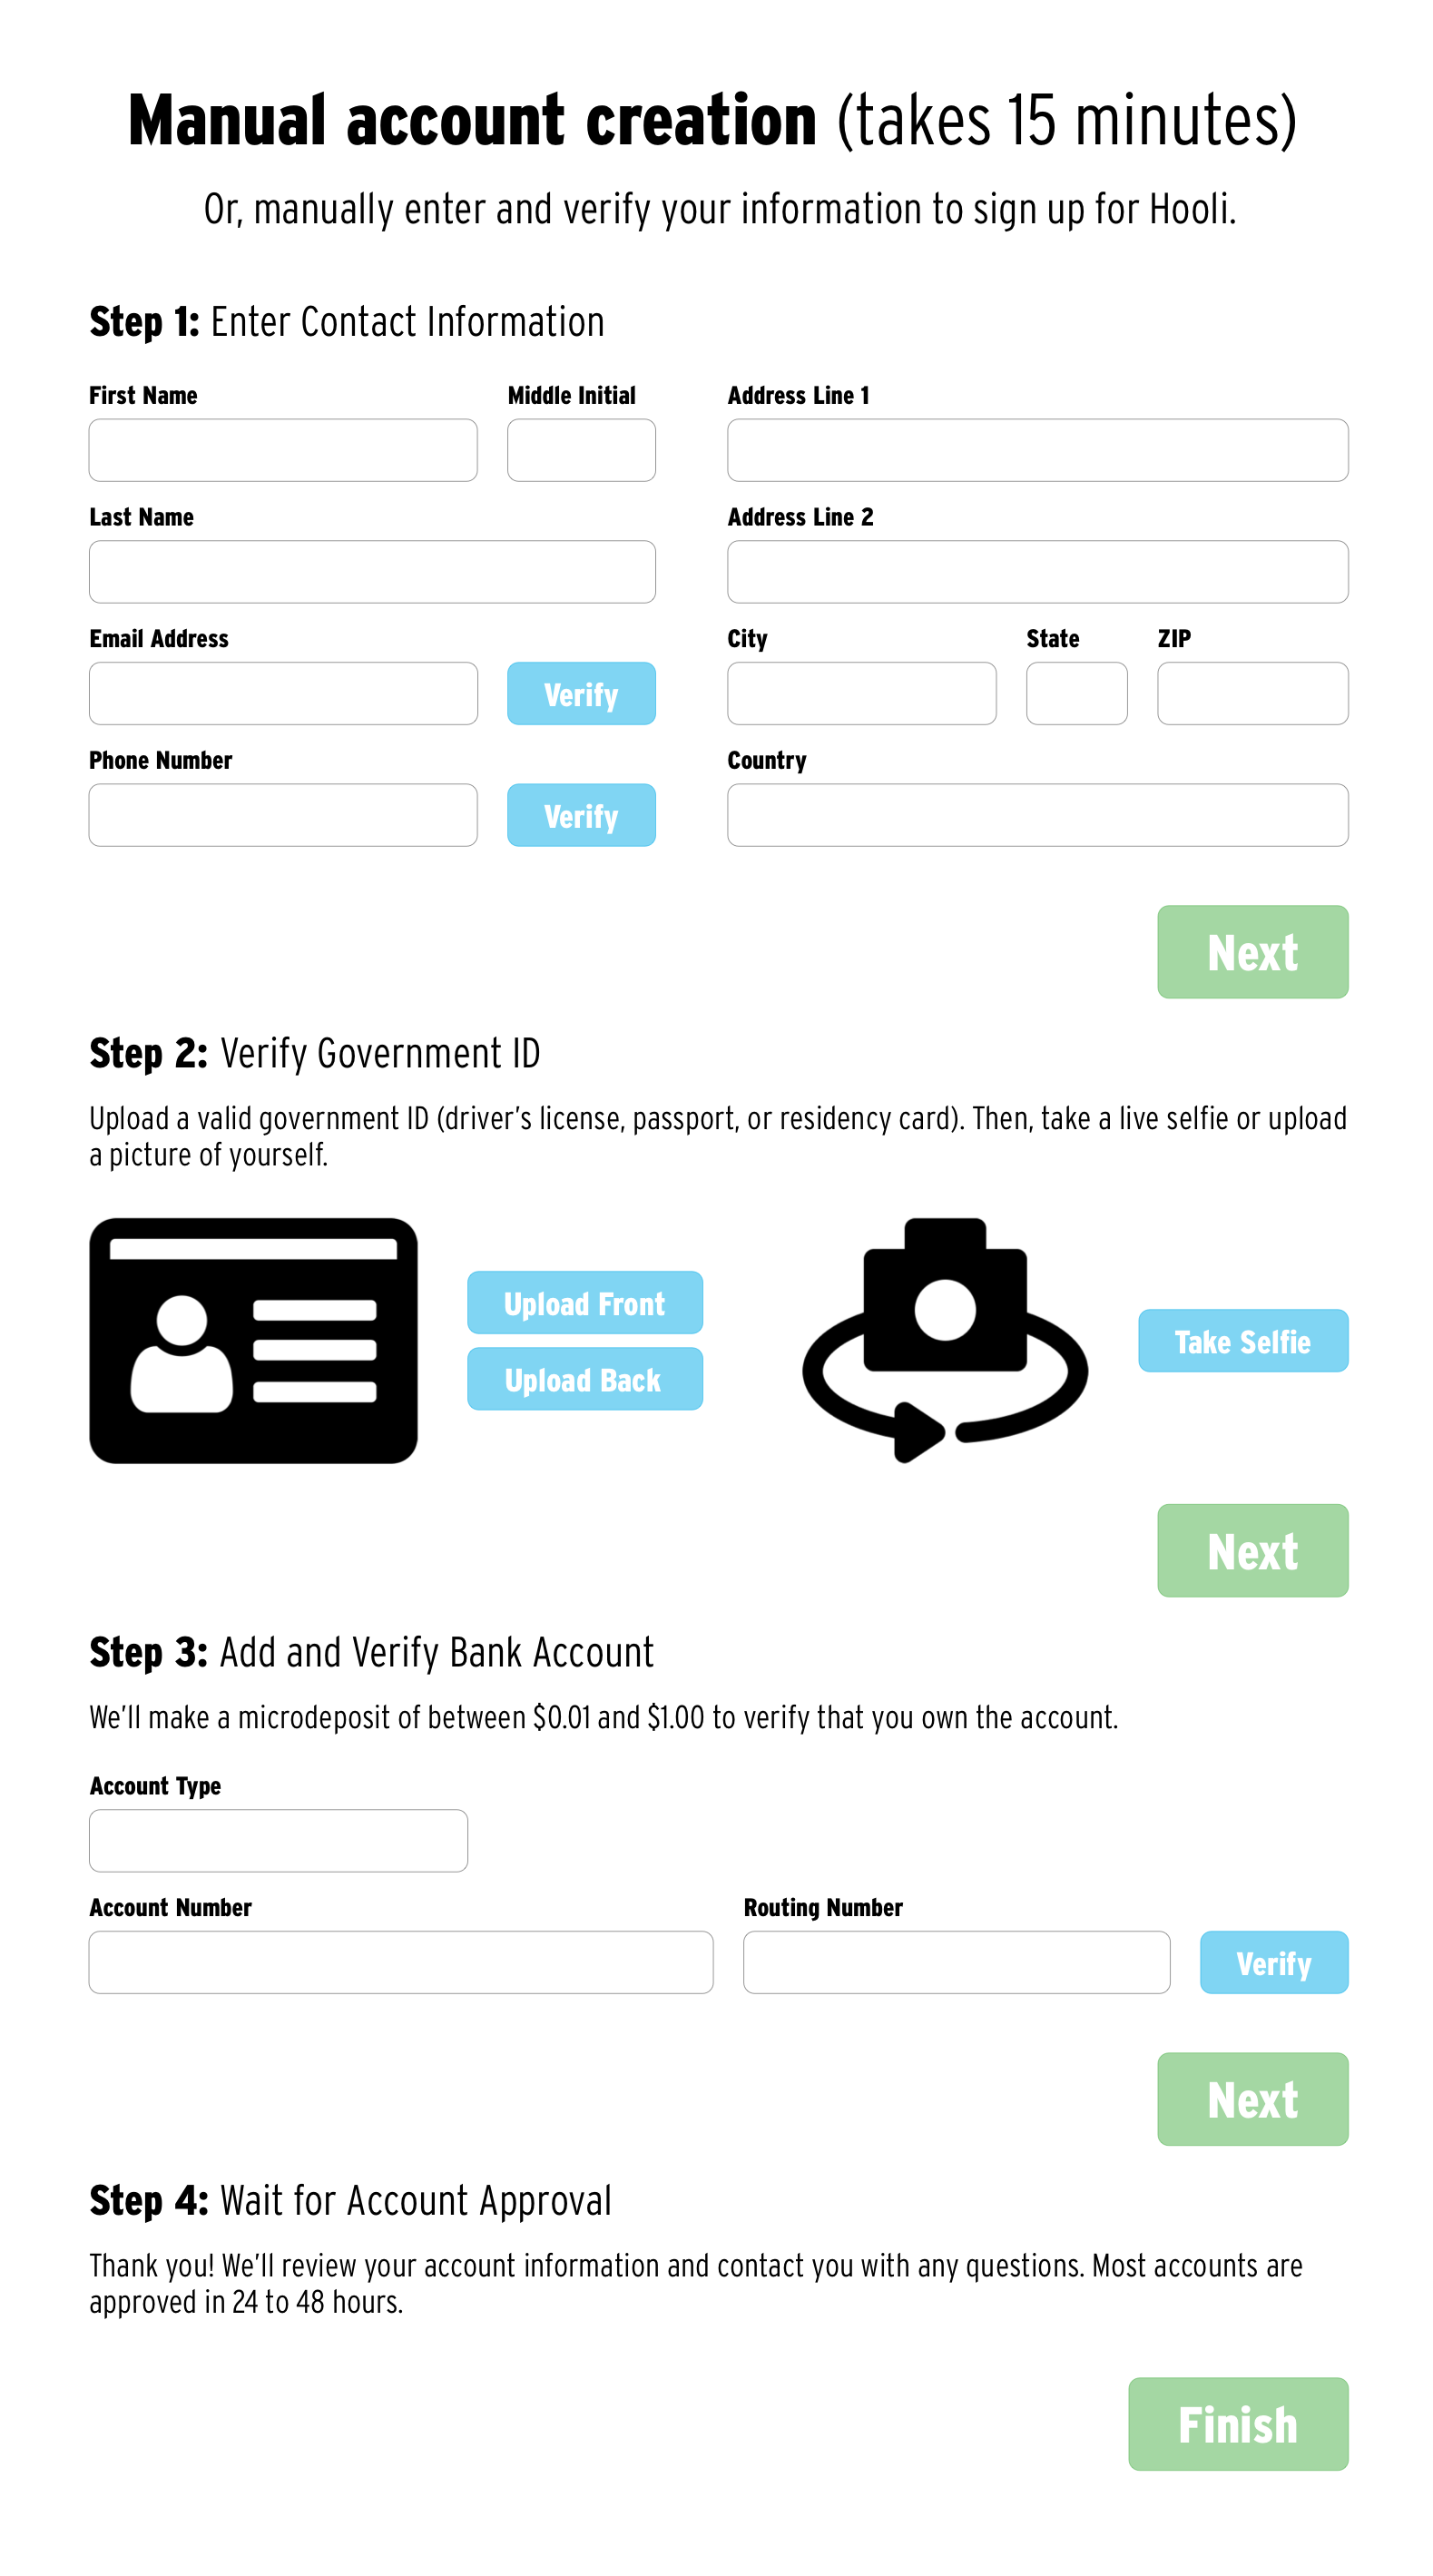 Manual account creation (takes 15 minutes)
Or, manually enter and verify your information to sign up for Hooli.
Step 1: Enter Contact Information
First Name
Middle Initial
Address Line 1
Last Name
Address Line 2
Email Address
City
State
ZIP
Verify
Phone Number
Country
Verify
Next
Step 2: Verify Government ID
Upload a valid government ID (driver’s license, passport, or residency card). Then, take a live selfie or upload
a picture of yourself.
Upload Front
Upload Back
Take Selfie
Next
Step 3: Add and Verify Bank Account
We’ll make a microdeposit of between $0.01 and $1.00 to verify that you own the account.
Account Type
Account Number
Routing Number
Verify
Next
Step 4: Wait for Account Approval
Thank you! We’ll review your account information and contact you with any questions. Most accounts are
approved in 24 to 48 hours.
Finish